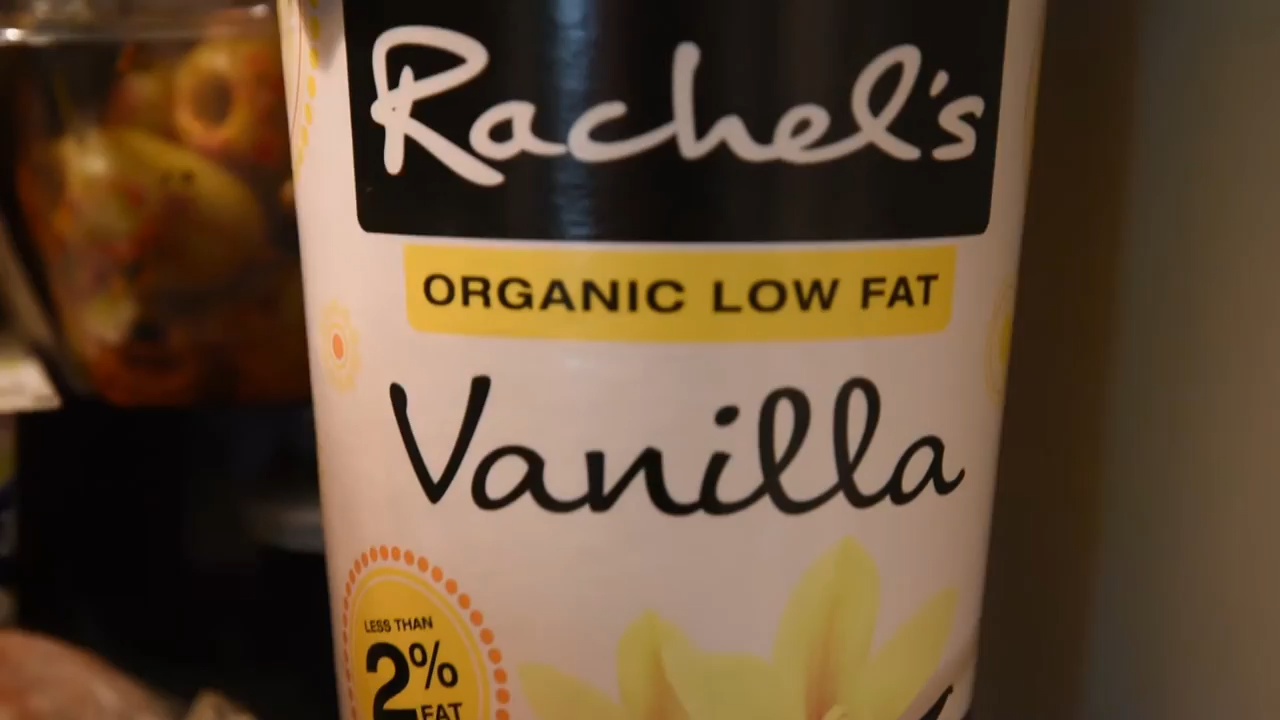 Rachel's
ORGANIC LOW FAT
Vanilla
LESS THAN
2%
FAT